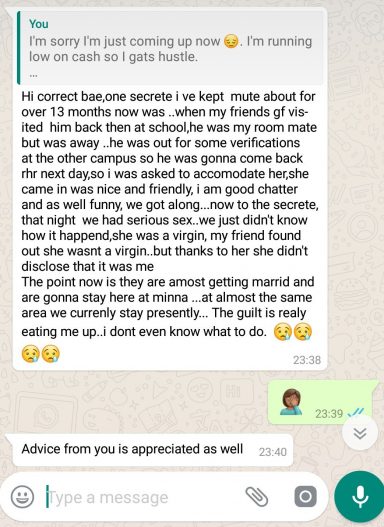 You
I'm sorry I'm just coming up now 😔. I'm running
low on cash so I gats hustle.
...
Hi correct bae,one secrete i ve kept mute about for
over 13 months now was ..when my friends gf vis-
ited him back then at school,he was my room mate
but was away ..he was out for some verifications
at the other campus so he was gonna come back
rhr next day,so i was asked to accomodate her,she
came in was nice and friendly, i am good chatter
and as well funny, we got along...now to the secrete,
that night we had serious sex..we just didn't know
how it happend,she was a virgin, my friend found
out she wasnt a virgin..but thanks to her she didn't
disclose that it was me
The point now is they are amost getting marrid and
are gonna stay here at minna ...at almost the same
area we currenly stay presently... The guilt is realy
eating me up..i dont even know what to do. 😢😢
😢😢
23:38
🤦🏾‍♀️
23:39
Advice from you is appreciated as well
23:40
Type a message